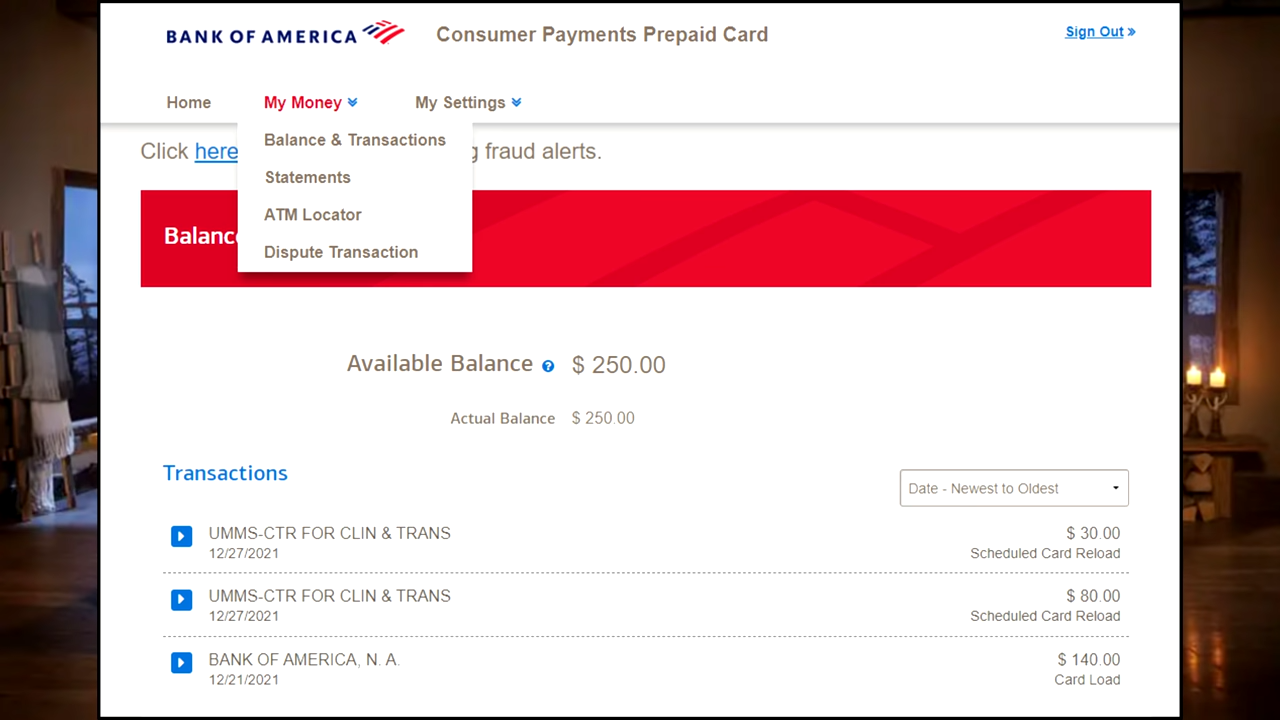 BANK OF AMERICA Consumer Payments Prepaid Card Sign Out »
Home My Money My Settings
Balance & Transactions
Click here fraud alerts.
Statements
ATM Locator
Balance
Dispute Transaction
Available Balance ? $ 250.00
Actual Balance $ 250.00
Transactions
Date - Newest to Oldest
UMMS-CTR FOR CLIN & TRANS $ 30.00
12/27/2021 Scheduled Card Reload
UMMS-CTR FOR CLIN & TRANS $ 80.00
12/27/2021 Scheduled Card Reload
BANK OF AMERICA, N. A. $ 140.00
12/21/2021 Card Load